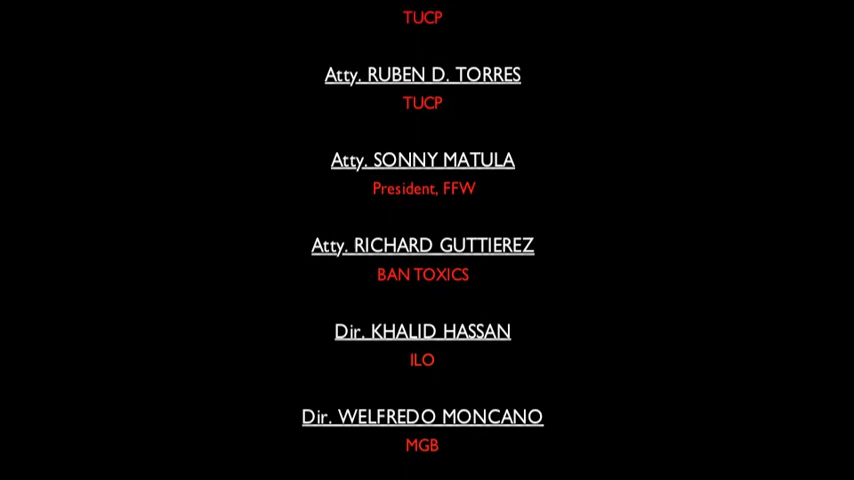 TUCP
Atty. RUBEN D. TORRES
TUCP
Atty. SONNY MATULA
President, FFW
Atty. RICHARD GUTTIEREZ
BAN TOXICS
Dir. KHALID HASSAN
ILO
Dir. WELFREDO MONCANO
MGB